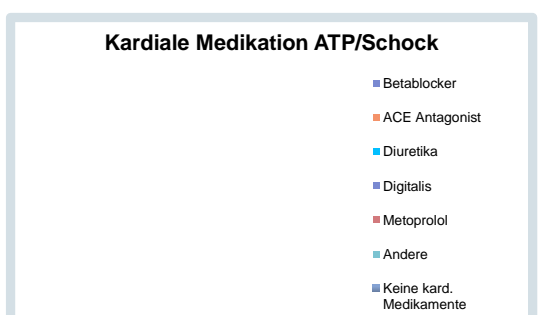 Kardiale Medikation ATP/Schock
Betablocker
ACE Antagonist
Diuretika
Digitalis
Metoprolol
Andere
Keine kard.
Medikamente